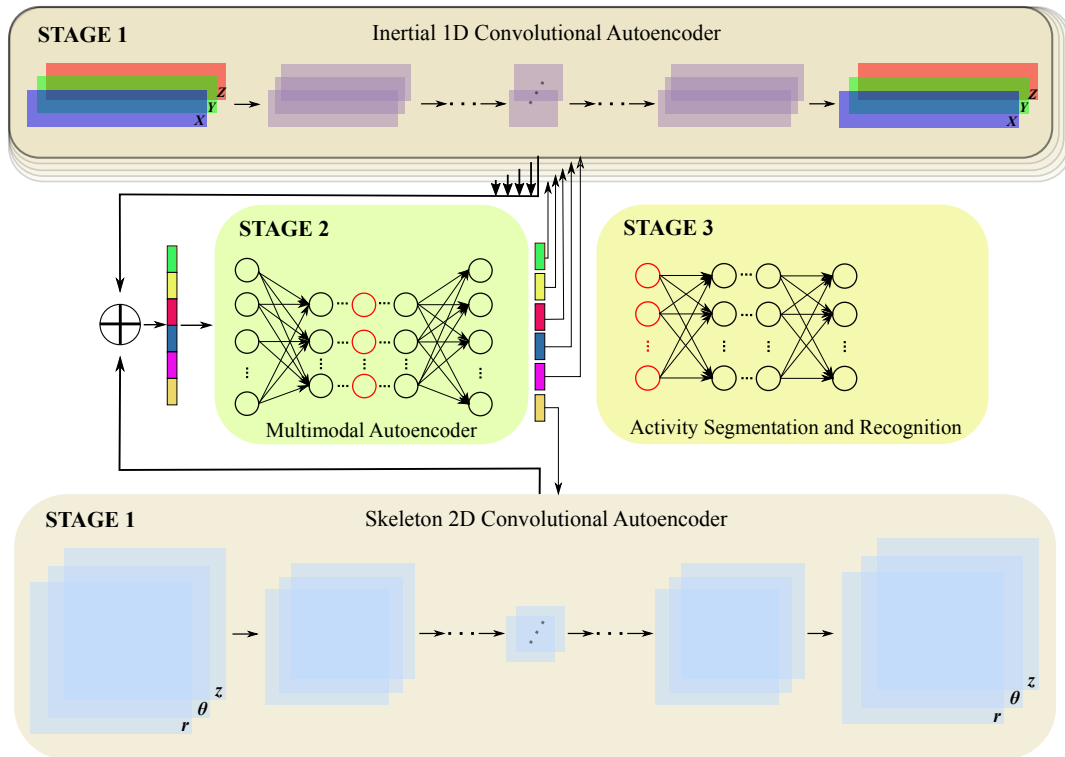 STAGE 1
Inertial 1D Convolutional Autoencoder
Z
Y
X
Z
Y
X
STAGE 2
Multimodal Autoencoder
STAGE 3
Activity Segmentation and Recognition
STAGE 1
Skeleton 2D Convolutional Autoencoder
z
θ
r
z
θ
r